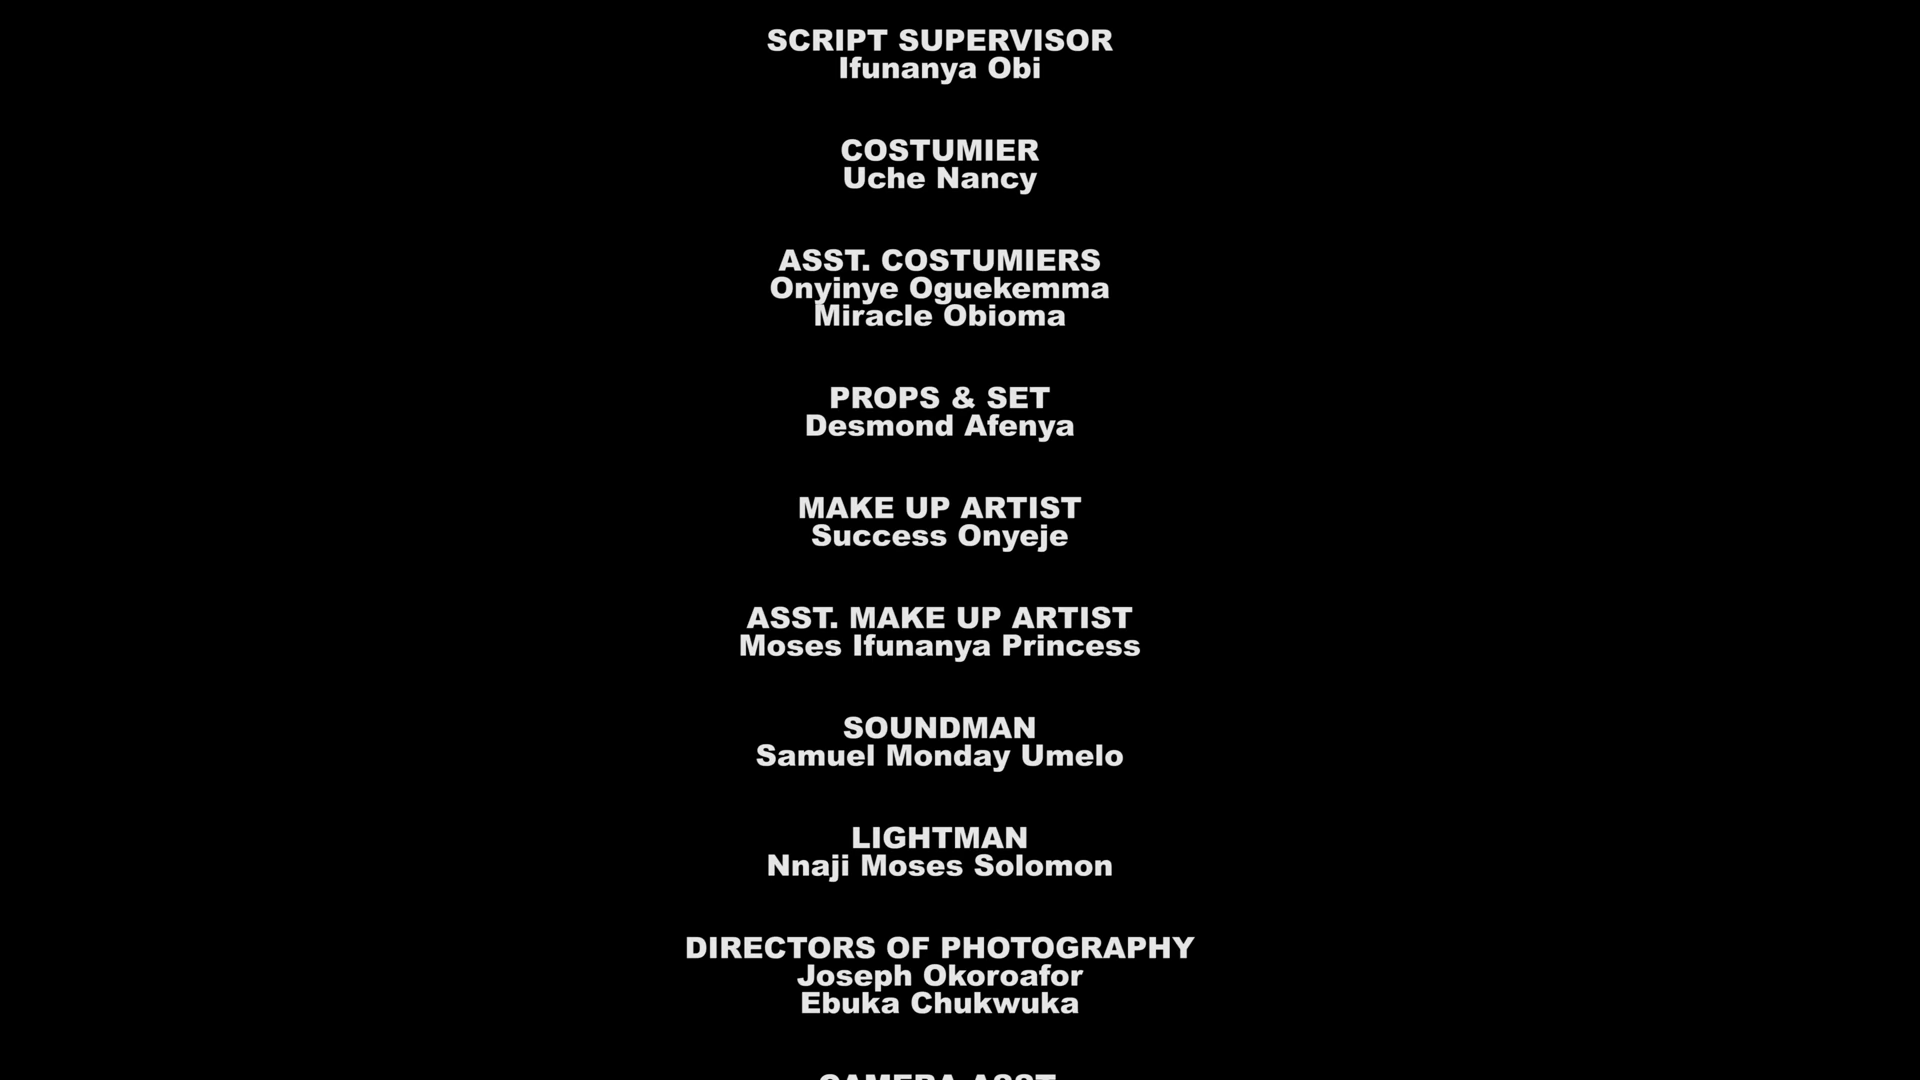 SCRIPT SUPERVISOR
Ifunanya Obi
COSTUMIER
Uche Nancy
ASST. COSTUMIERS
Onyinye Oguekemma
Miracle Obioma
PROPS & SET
Desmond Afenya
MAKE UP ARTIST
Success Onyeje
ASST. MAKE UP ARTIST
Moses Ifunanya Princess
SOUNDMAN
Samuel Monday Umelo
LIGHTMAN
Nnaji Moses Solomon
DIRECTORS OF PHOTOGRAPHY
Joseph Okoroafor
Ebuka Chukwuka
CAMERA ASST